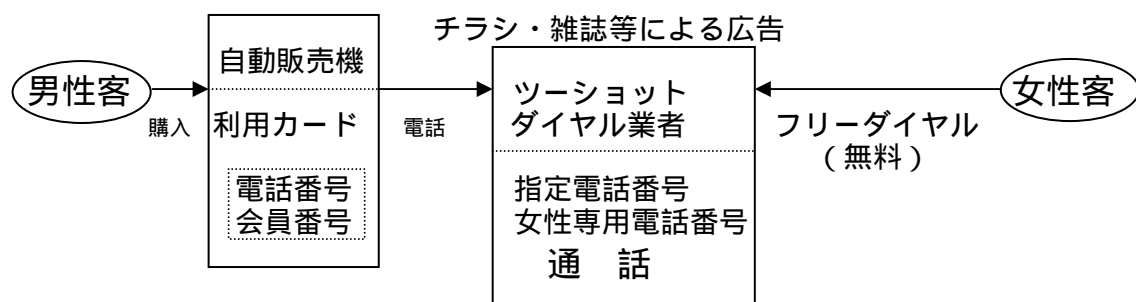 チラシ・雑誌等による広告
男性客
購入
自動販売機
利用カード
電話番号
会員番号
電話
ツーショット
ダイヤル業者
指定電話番号
女性専用電話番号
通 話
フリーダイヤル
(無料)
女性客